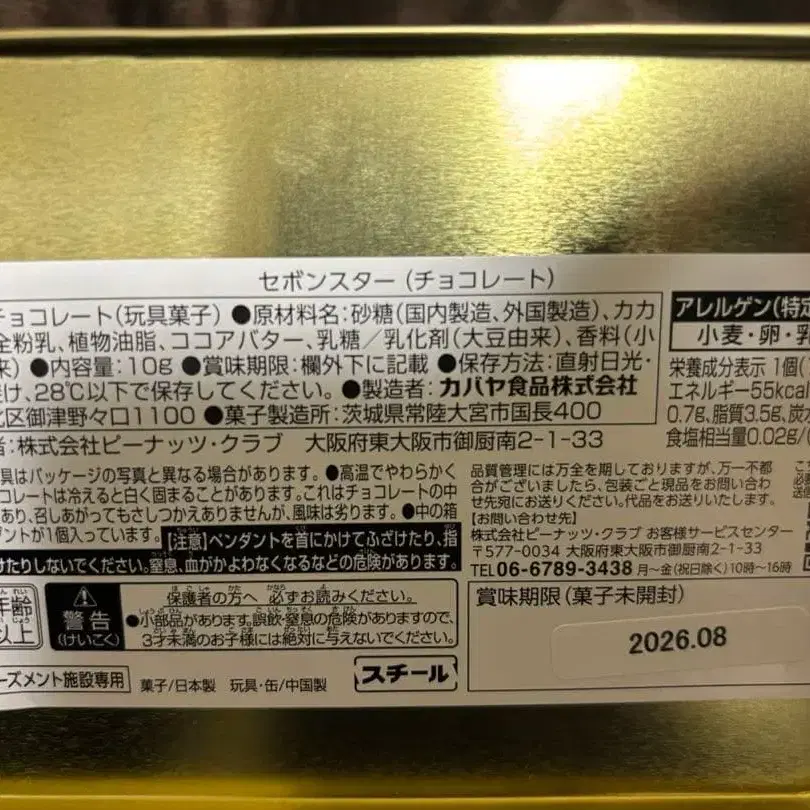 セボンスター(チョコレート)
チョコレート(玩具菓子) ●原材料名:砂糖(国内製造、外国製造)、カカ
全粉乳、植物油脂、ココアバター、乳糖/乳化剤(大豆由来)、香料(小
来) ●内容量:10g ●賞味期限:欄外下に記載 ●保存方法:直射日光・
け、28℃以下で保存してください。 ●製造者:カバヤ食品株式会社
北区御津野々口1100 ●菓子製造所:茨城県常陸大宮市国長400
者:株式会社ピーナッツ・クラブ 大阪府東大阪市御厨南2-1-33
アレルゲン(特定
小麦・卵・乳
栄養成分表示 1個(
エネルギー55kcal
0.7g、脂質3.5g、炭水
食塩相当量0.02g/(
具はパッケージの写真と異なる場合があります。 ●高温でやわらかく
コレートは冷えると白く固まることがあります。これはチョコレートの中
あり、召しあがってもさしつかえありませんが、風味は劣ります。 ●中の箱
ダントが1個入っています。 【注意】ペンダントを首にかけてふざけたり、指
けたりしないでください。窒息、血がかよわなくなるなどの危険があります。
品質管理には万全を期しておりますが、万一不都
合がございましたら、包装ごと現品をお問い合わ
せ先宛にお送りください。代品をお送りいたします。
【お問い合わせ先】
株式会社ピーナッツ・クラブ お客様サービスセンター
〒577-0034 大阪府東大阪市御厨南2-1-33
TEL 06-6789-3438 月〜金(祝日除く)10時〜16時
年齢
以上
警告
(けいこく)
保護者の方へ 必ずお読みください。
●小部品があります。誤飲・窒息の危険がありますので、
3才未満のお子様には絶対に与えないでください。
ーズメント施設専用
菓子/日本製 玩具・缶/中国製
スチール
賞味期限(菓子未開封)
2026.08